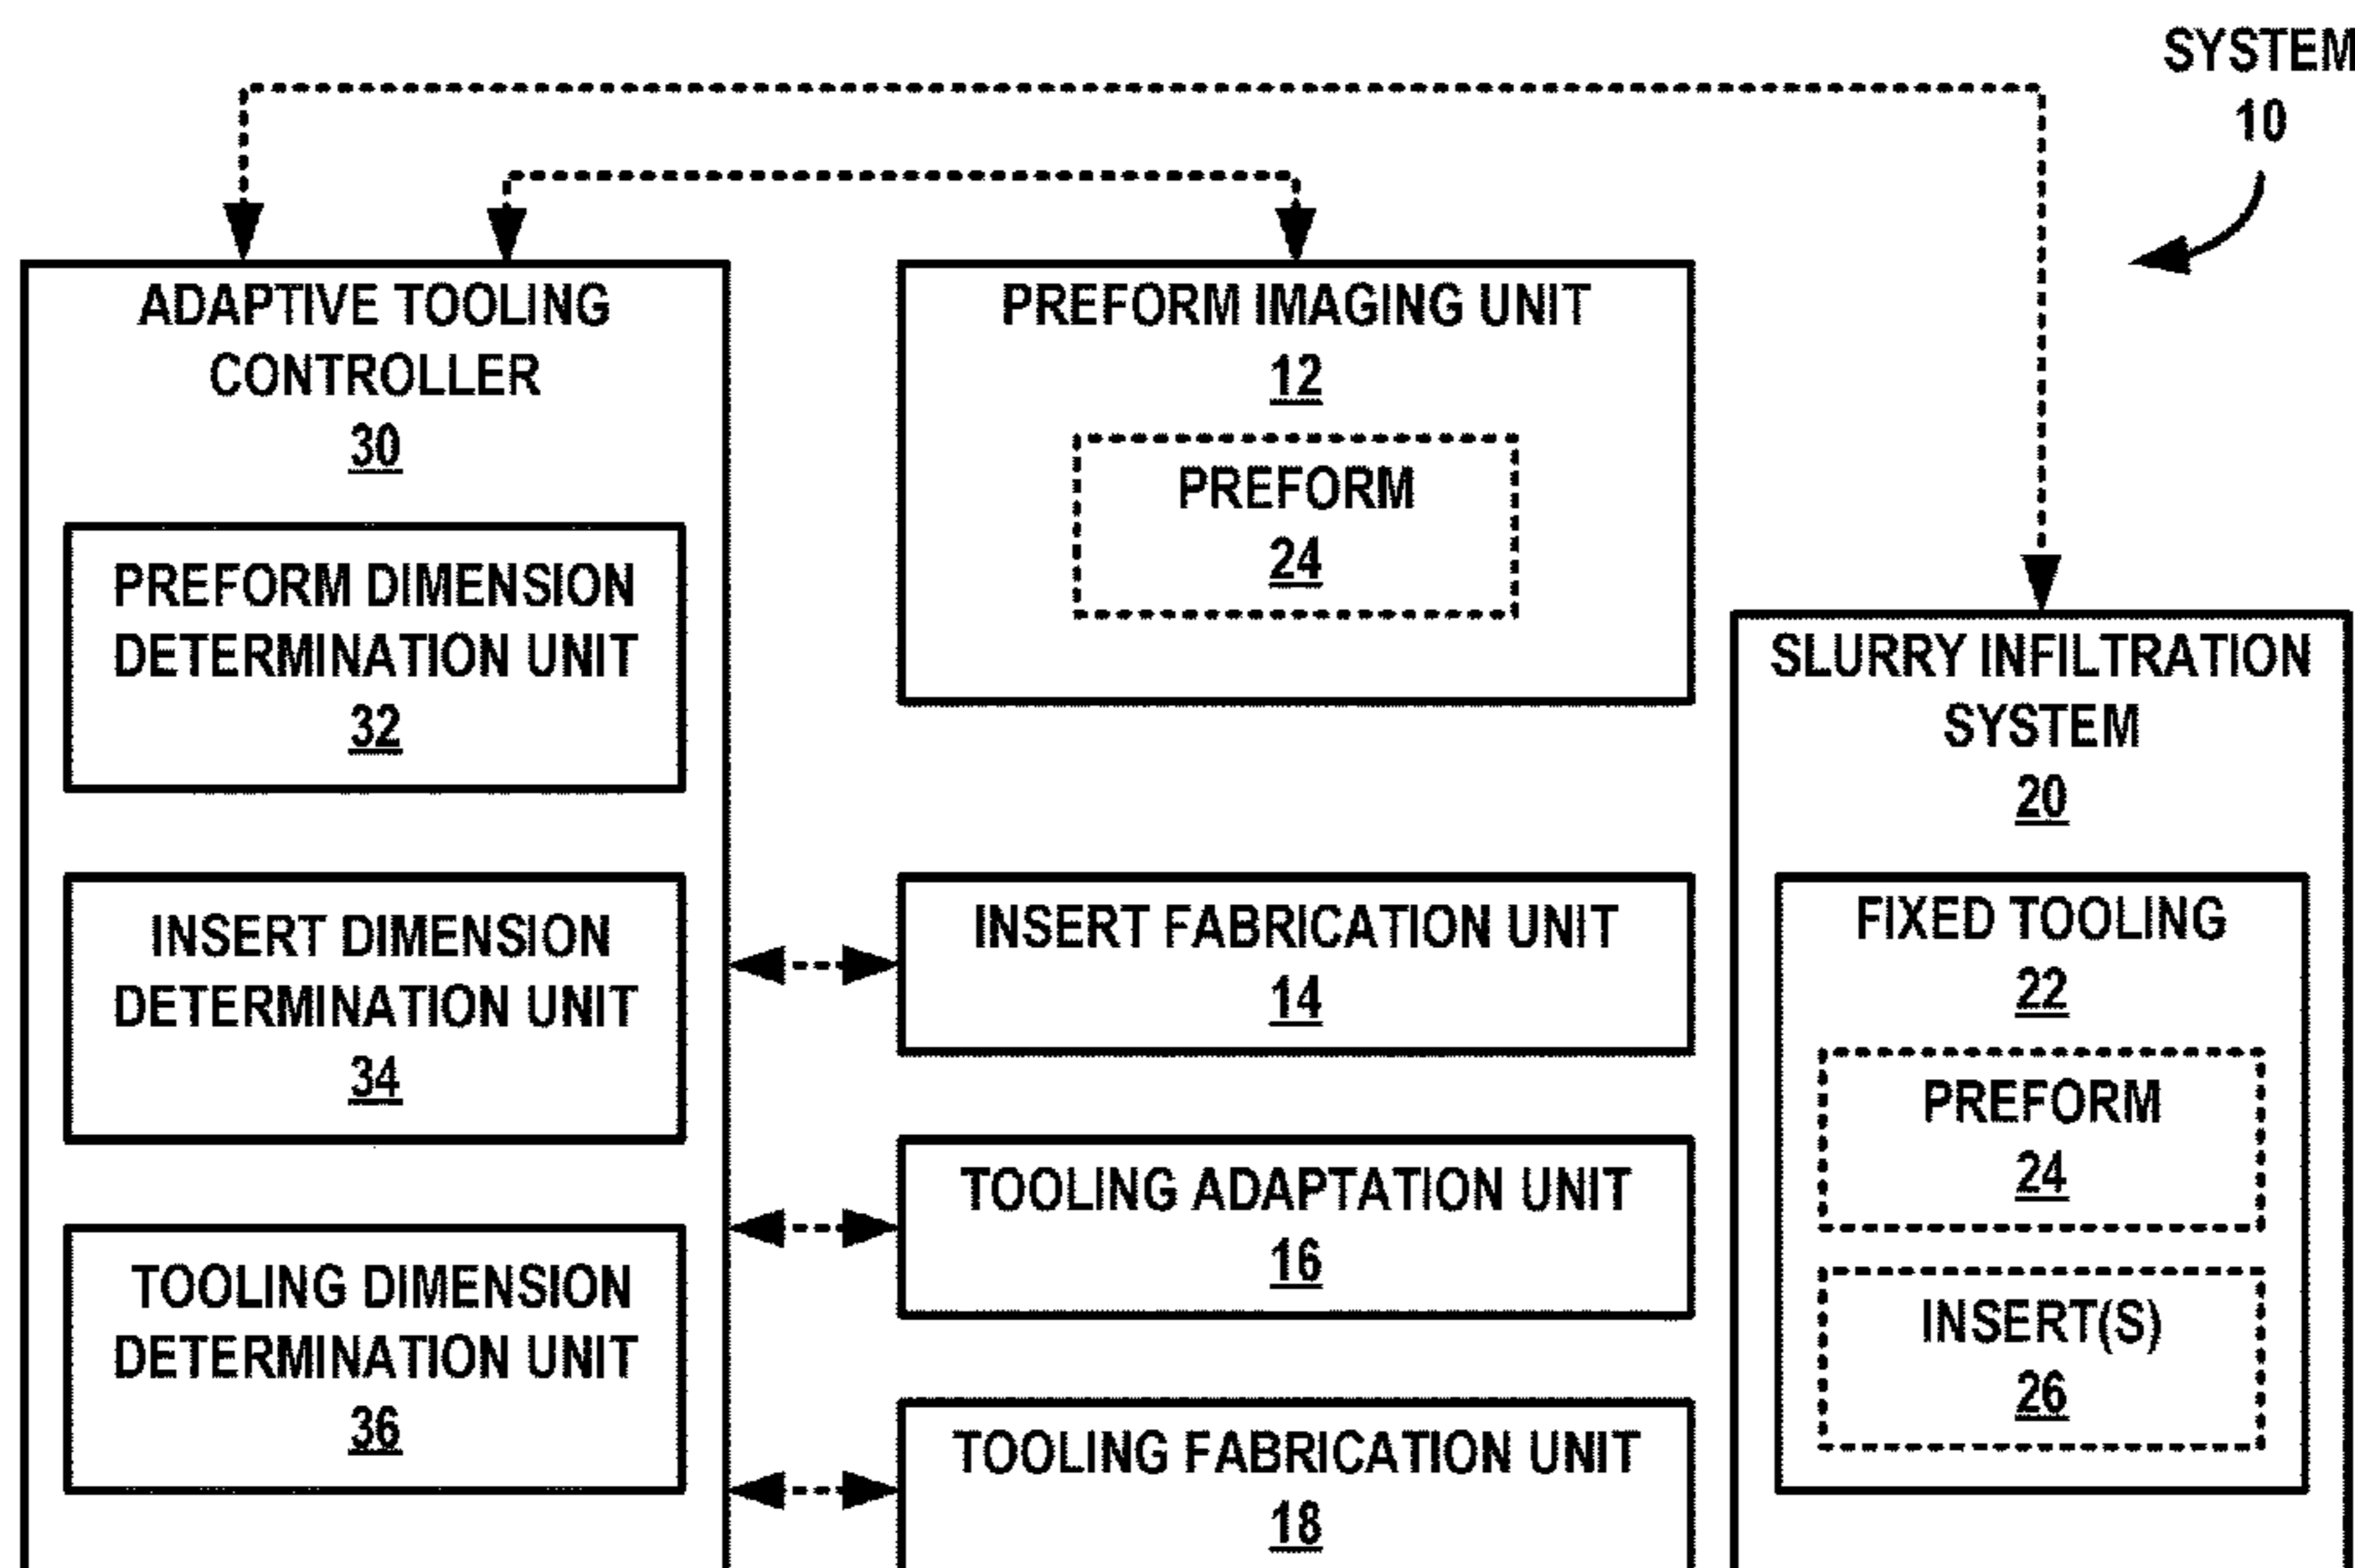 SYSTEM
10
ADAPTIVE TOOLING
CONTROLLER
30
PREFORM DIMENSION
DETERMINATION UNIT
32
INSERT DIMENSION
DETERMINATION UNIT
34
TOOLING DIMENSION
DETERMINATION UNIT
36
PREFORM IMAGING UNIT
12
PREFORM
24
INSERT FABRICATION UNIT
14
TOOLING ADAPTATION UNIT
16
TOOLING FABRICATION UNIT
18
SLURRY INFILTRATION
SYSTEM
20
FIXED TOOLING
22
PREFORM
24
INSERT(S)
26